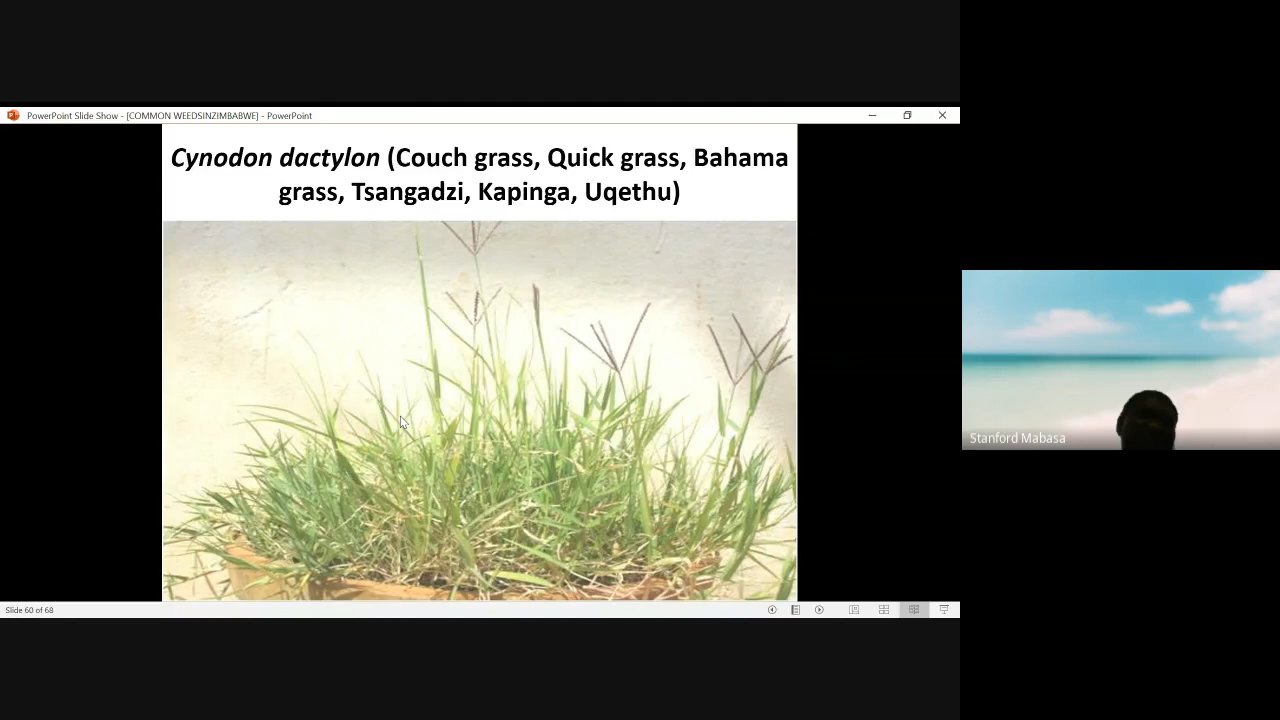 PowerPoint Slide Show - [COMMON WEEDSINZIMBABWE] - PowerPoint
Cynodon dactylon (Couch grass, Quick grass, Bahama
grass, Tsangadzi, Kapinga, Uqethu)
Stanford Mabasa
Slide 60 of 68